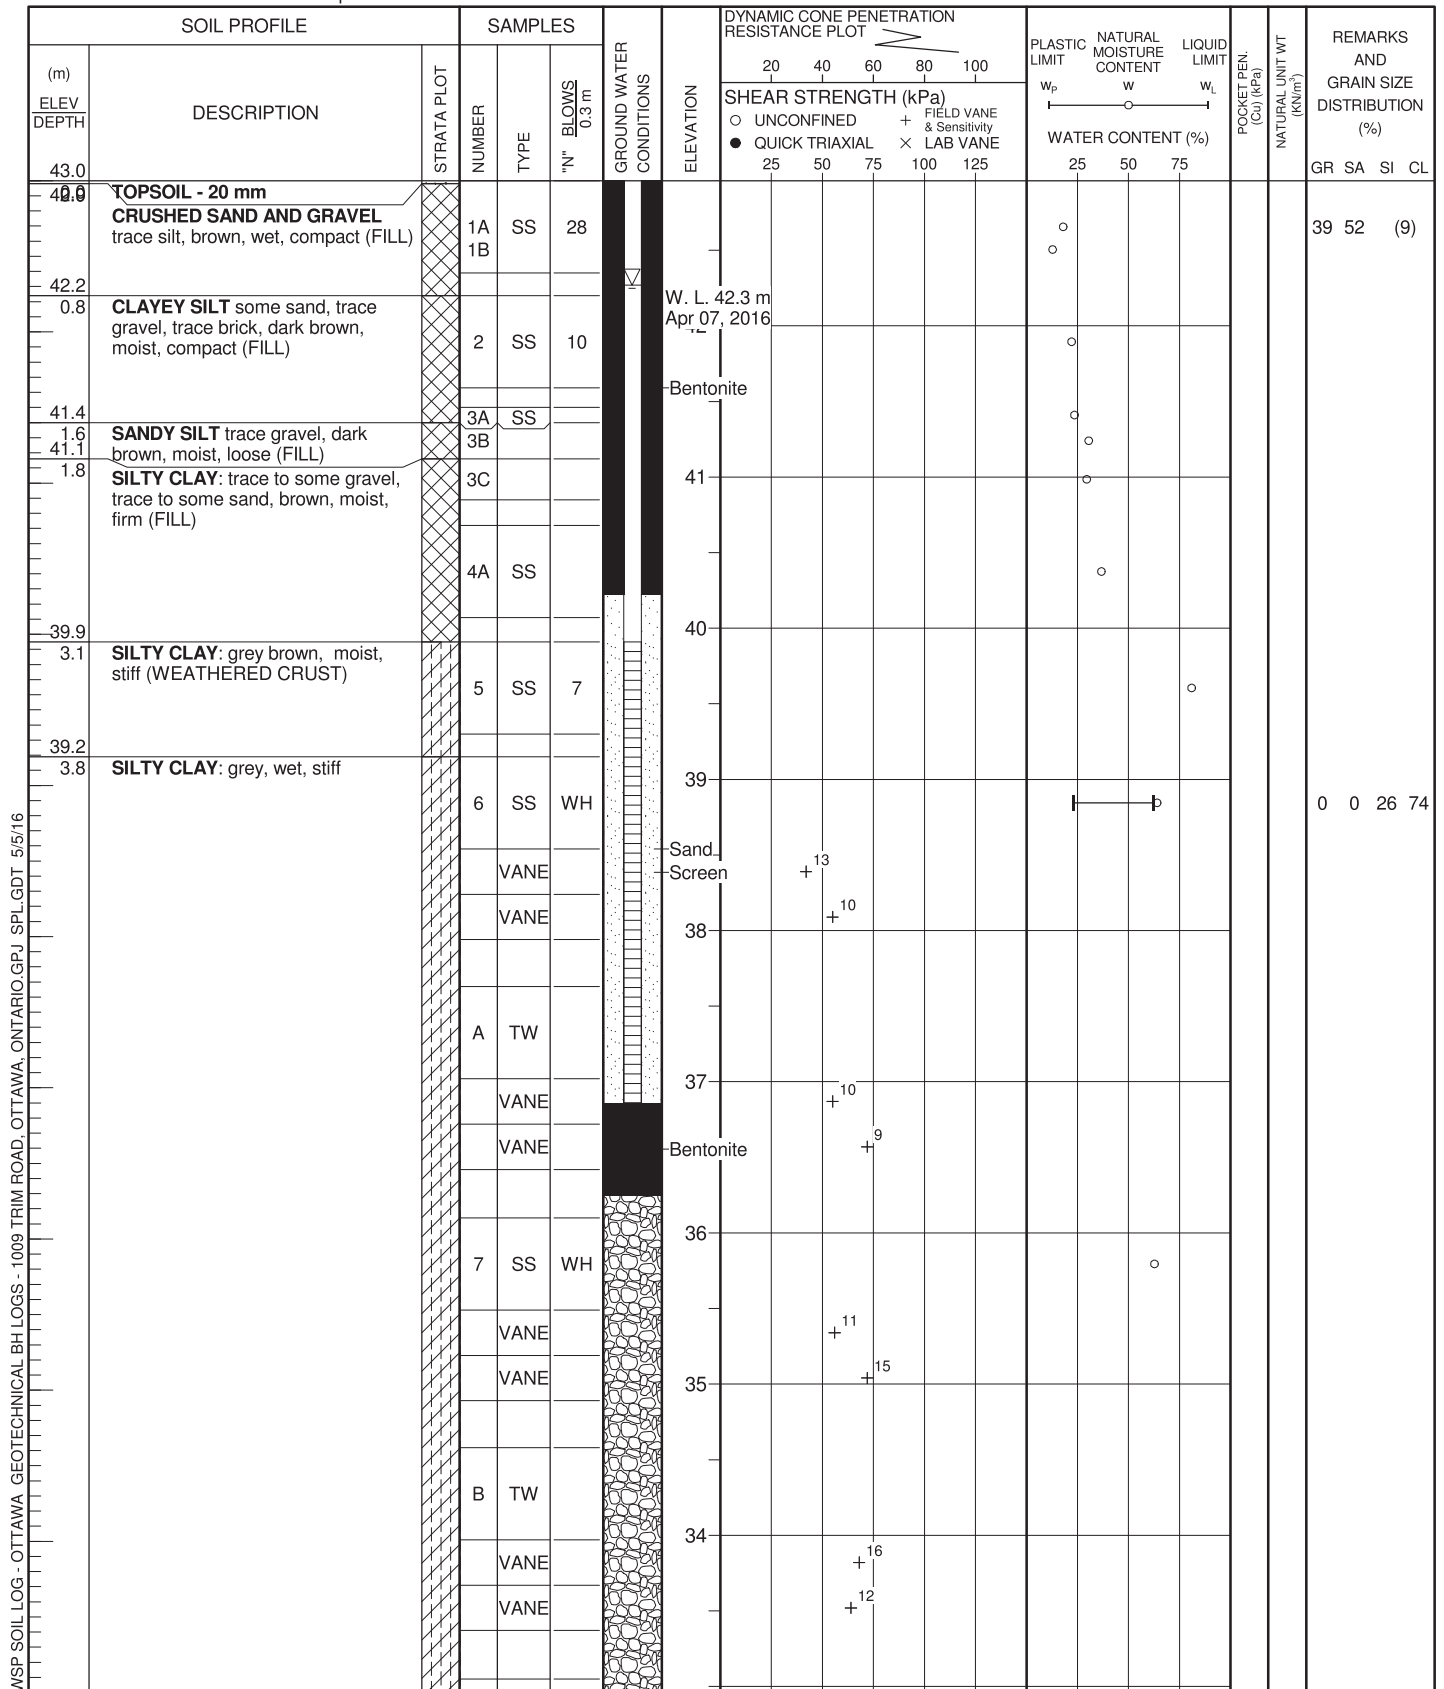 SOIL PROFILE
SAMPLES
(m)
ELEV
DEPTH
DESCRIPTION
STRATA PLOT
NUMBER
TYPE
"N" BLOWS
0.3 m
GROUND WATER
CONDITIONS
ELEVATION
DYNAMIC CONE PENETRATION
RESISTANCE PLOT
20 40 60 80 100
SHEAR STRENGTH (kPa)
○ UNCONFINED + FIELD VANE
& Sensitivity
● QUICK TRIAXIAL × LAB VANE
25 50 75 100 125
PLASTIC
LIMIT
NATURAL
MOISTURE
CONTENT
LIQUID
LIMIT
wP w wL
WATER CONTENT (%)
25 50 75
POCKET PEN.
(Cu) (kPa)
NATURAL UNIT WT
(KN/m³)
REMARKS
AND
GRAIN SIZE
DISTRIBUTION
(%)
GR SA SI CL
43.0
0.0
TOPSOIL - 20 mm
CRUSHED SAND AND GRAVEL
trace silt, brown, wet, compact (FILL)
1A SS 28
1B
39 52 (9)
42.2
0.8
CLAYEY SILT some sand, trace
gravel, trace brick, dark brown,
moist, compact (FILL)
2 SS 10
W. L. 42.3 m
Apr 07, 2016
Bentonite
41.4
1.6
3A SS
SANDY SILT trace gravel, dark
brown, moist, loose (FILL)
3B
41.1
1.8
SILTY CLAY: trace to some gravel,
trace to some sand, brown, moist,
firm (FILL)
3C
41
4A SS
40
39.9
3.1
SILTY CLAY: grey brown, moist,
stiff (WEATHERED CRUST)
5 SS 7
39.2
3.8
SILTY CLAY: grey, wet, stiff
39
6 SS WH
0 0 26 74
Sand
Screen
VANE
13
VANE
10
38
A TW
37
VANE
10
VANE
9
Bentonite
36
7 SS WH
VANE
11
VANE
15
35
B TW
34
VANE
16
VANE
12
WSP SOIL LOG - OTTAWA GEOTECHNICAL BH LOGS - 1009 TRIM ROAD, OTTAWA, ONTARIO.GPJ SPL.GDT 5/5/16